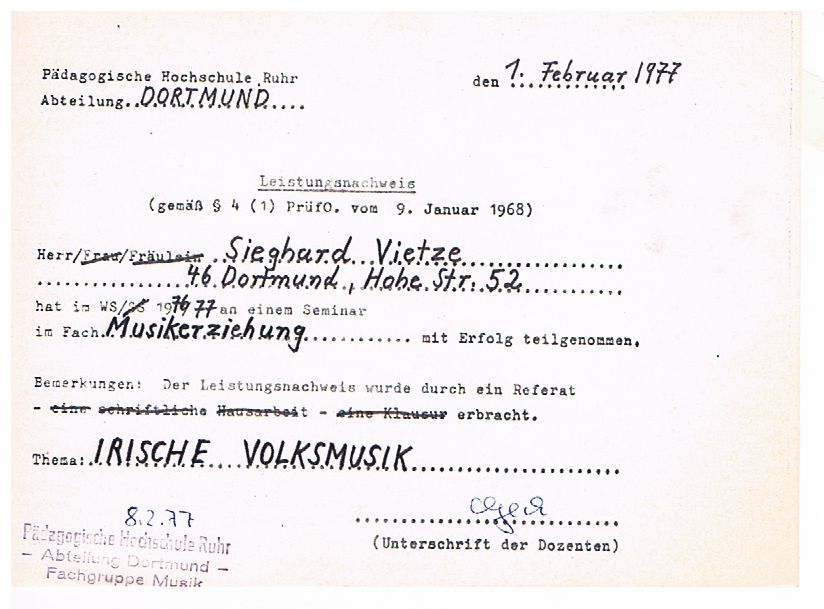 Pädagogische Hochschule Ruhr
den 1. Februar 1977
Abteilung..DORTMUND....
Leistungsnachweis
(gemäß § 4 (1) PrüfO. vom 9. Januar 1968)
Herr/Frau/Fräulein Sieghard Vietze
46 Dortmund, Hohe Str. 52
hat im WS/SS 1976/77 an einem Seminar
im Fach Musikerziehung mit Erfolg teilgenommen.
Bemerkungen: Der Leistungsnachweis wurde durch ein Referat
- eine schriftliche Hausarbeit - eine Klausur erbracht.
Thema: IRISCHE VOLKSMUSIK
8.2.77
(Unterschrift der Dozenten)
Pädagogische Hochschule Ruhr
– Abteilung Dortmund –
Fachgruppe Musik